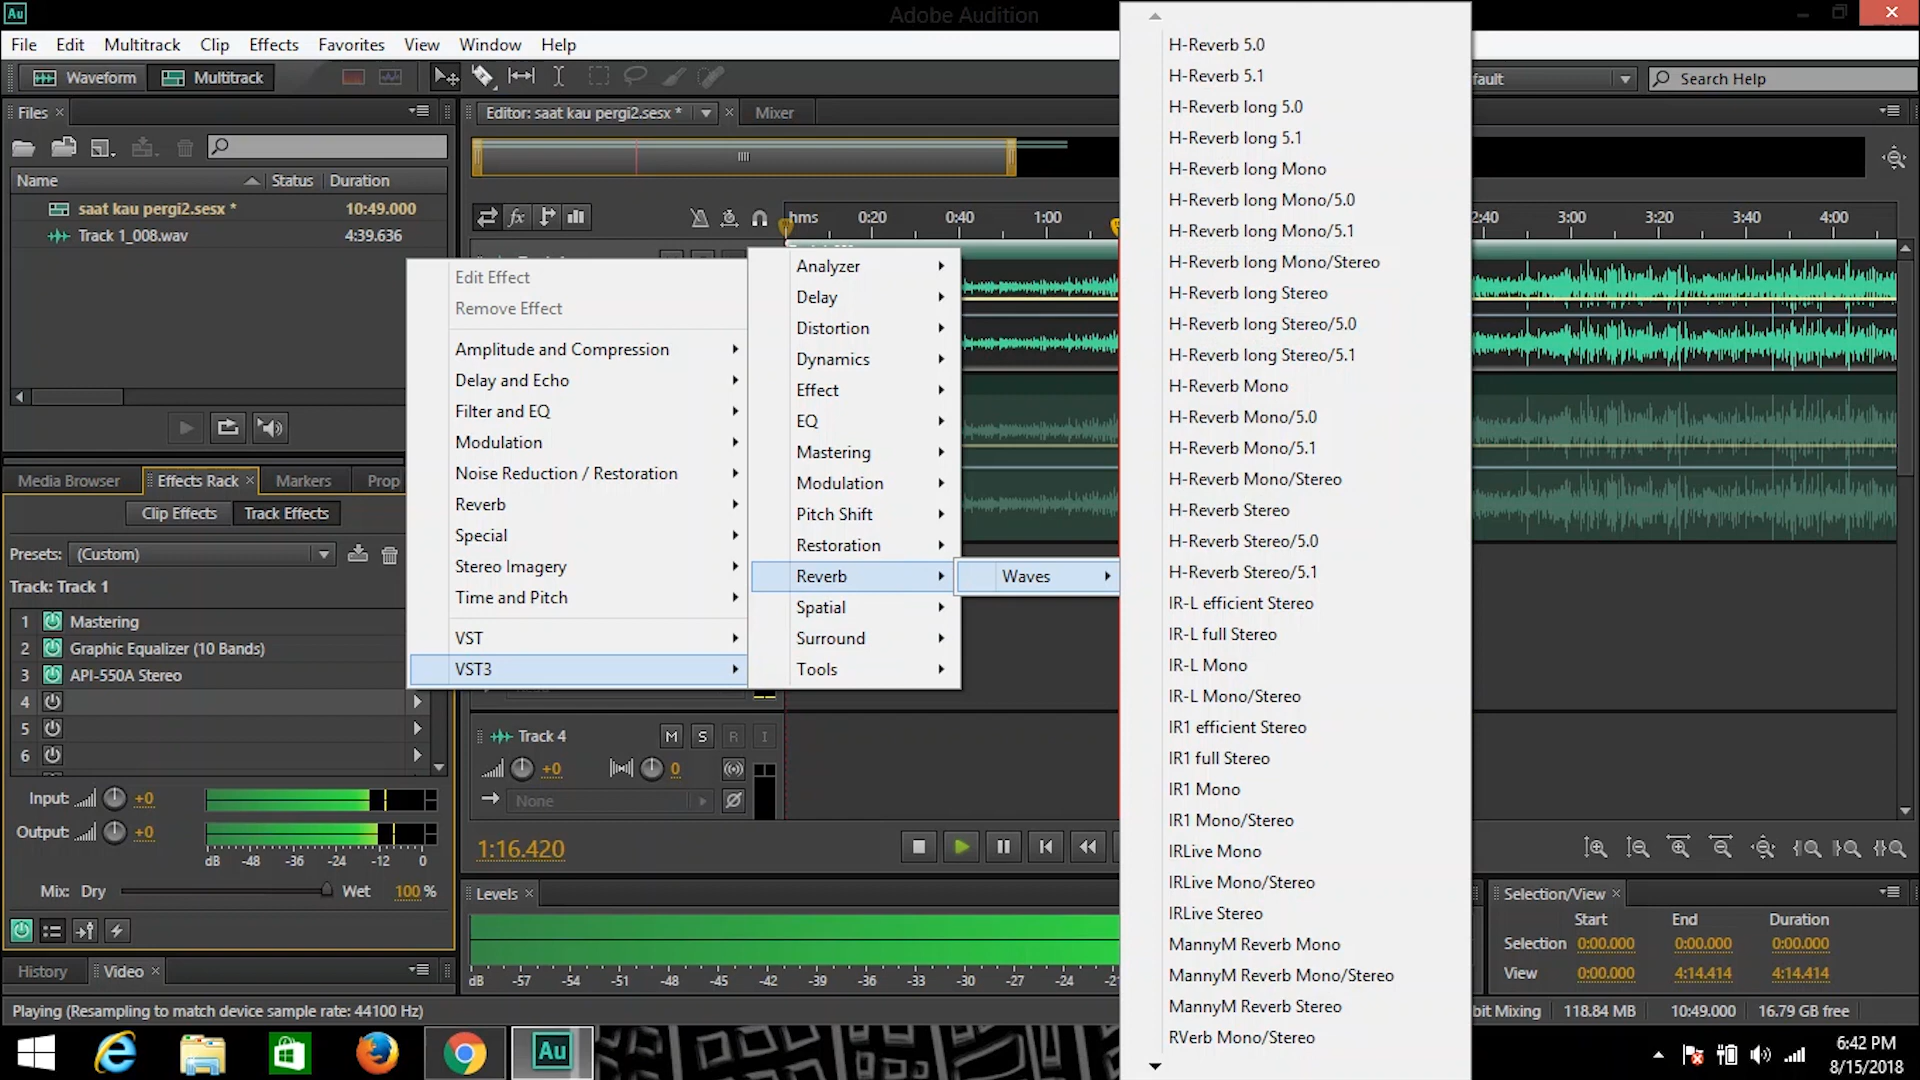 Au
Adobe Audition
File Edit Multitrack Clip Effects Favorites View Window Help
Waveform Multitrack
fault
Search Help
Files
Editor: saat kau pergi2.sesx *
Mixer
Name Status Duration
saat kau pergi2.sesx * 10:49.000
Track 1_008.wav 4:39.636
fx
hms 0:20 0:40 1:00 2:40 3:00 3:20 3:40 4:00
Edit Effect
Remove Effect
Amplitude and Compression
Delay and Echo
Filter and EQ
Modulation
Noise Reduction / Restoration
Reverb
Special
Stereo Imagery
Time and Pitch
VST
VST3
Analyzer
Delay
Distortion
Dynamics
Effect
EQ
Mastering
Modulation
Pitch Shift
Restoration
Reverb
Spatial
Surround
Tools
Waves
H-Reverb 5.0
H-Reverb 5.1
H-Reverb long 5.0
H-Reverb long 5.1
H-Reverb long Mono
H-Reverb long Mono/5.0
H-Reverb long Mono/5.1
H-Reverb long Mono/Stereo
H-Reverb long Stereo
H-Reverb long Stereo/5.0
H-Reverb long Stereo/5.1
H-Reverb Mono
H-Reverb Mono/5.0
H-Reverb Mono/5.1
H-Reverb Mono/Stereo
H-Reverb Stereo
H-Reverb Stereo/5.0
H-Reverb Stereo/5.1
IR-L efficient Stereo
IR-L full Stereo
IR-L Mono
IR-L Mono/Stereo
IR1 efficient Stereo
IR1 full Stereo
IR1 Mono
IR1 Mono/Stereo
IRLive Mono
IRLive Mono/Stereo
IRLive Stereo
MannyM Reverb Mono
MannyM Reverb Mono/Stereo
MannyM Reverb Stereo
RVerb Mono/Stereo
Media Browser Effects Rack Markers Prop
Clip Effects Track Effects
Presets: (Custom)
Track: Track 1
1 Mastering
2 Graphic Equalizer (10 Bands)
3 API-550A Stereo
4
5
6
Input: +0
Output: +0
dB -48 -36 -24 -12 0
Mix: Dry Wet 100 %
Track 4 M S R I
+0 0
None
1:16.420
Levels
dB -57 -54 -51 -48 -45 -42 -39 -36 -33 -30 -27 -24 -21
Selection/View
Start End Duration
Selection 0:00.000 0:00.000 0:00.000
View 0:00.000 4:14.414 4:14.414
History Video
Playing (Resampling to match device sample rate: 44100 Hz)
bit Mixing 118.84 MB 10:49.000 16.79 GB free
Au
6:42 PM
8/15/2018